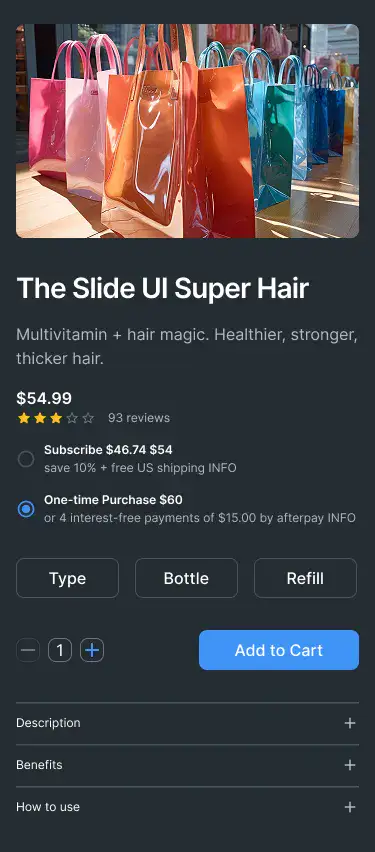 The Slide UI Super Hair
Multivitamin + hair magic. Healthier, stronger,
thicker hair.
$54.99
93 reviews
Subscribe $46.74 $54
save 10% + free US shipping INFO
One-time Purchase $60
or 4 interest-free payments of $15.00 by afterpay INFO
Type Bottle Refill
1 Add to Cart
Description
Benefits
How to use